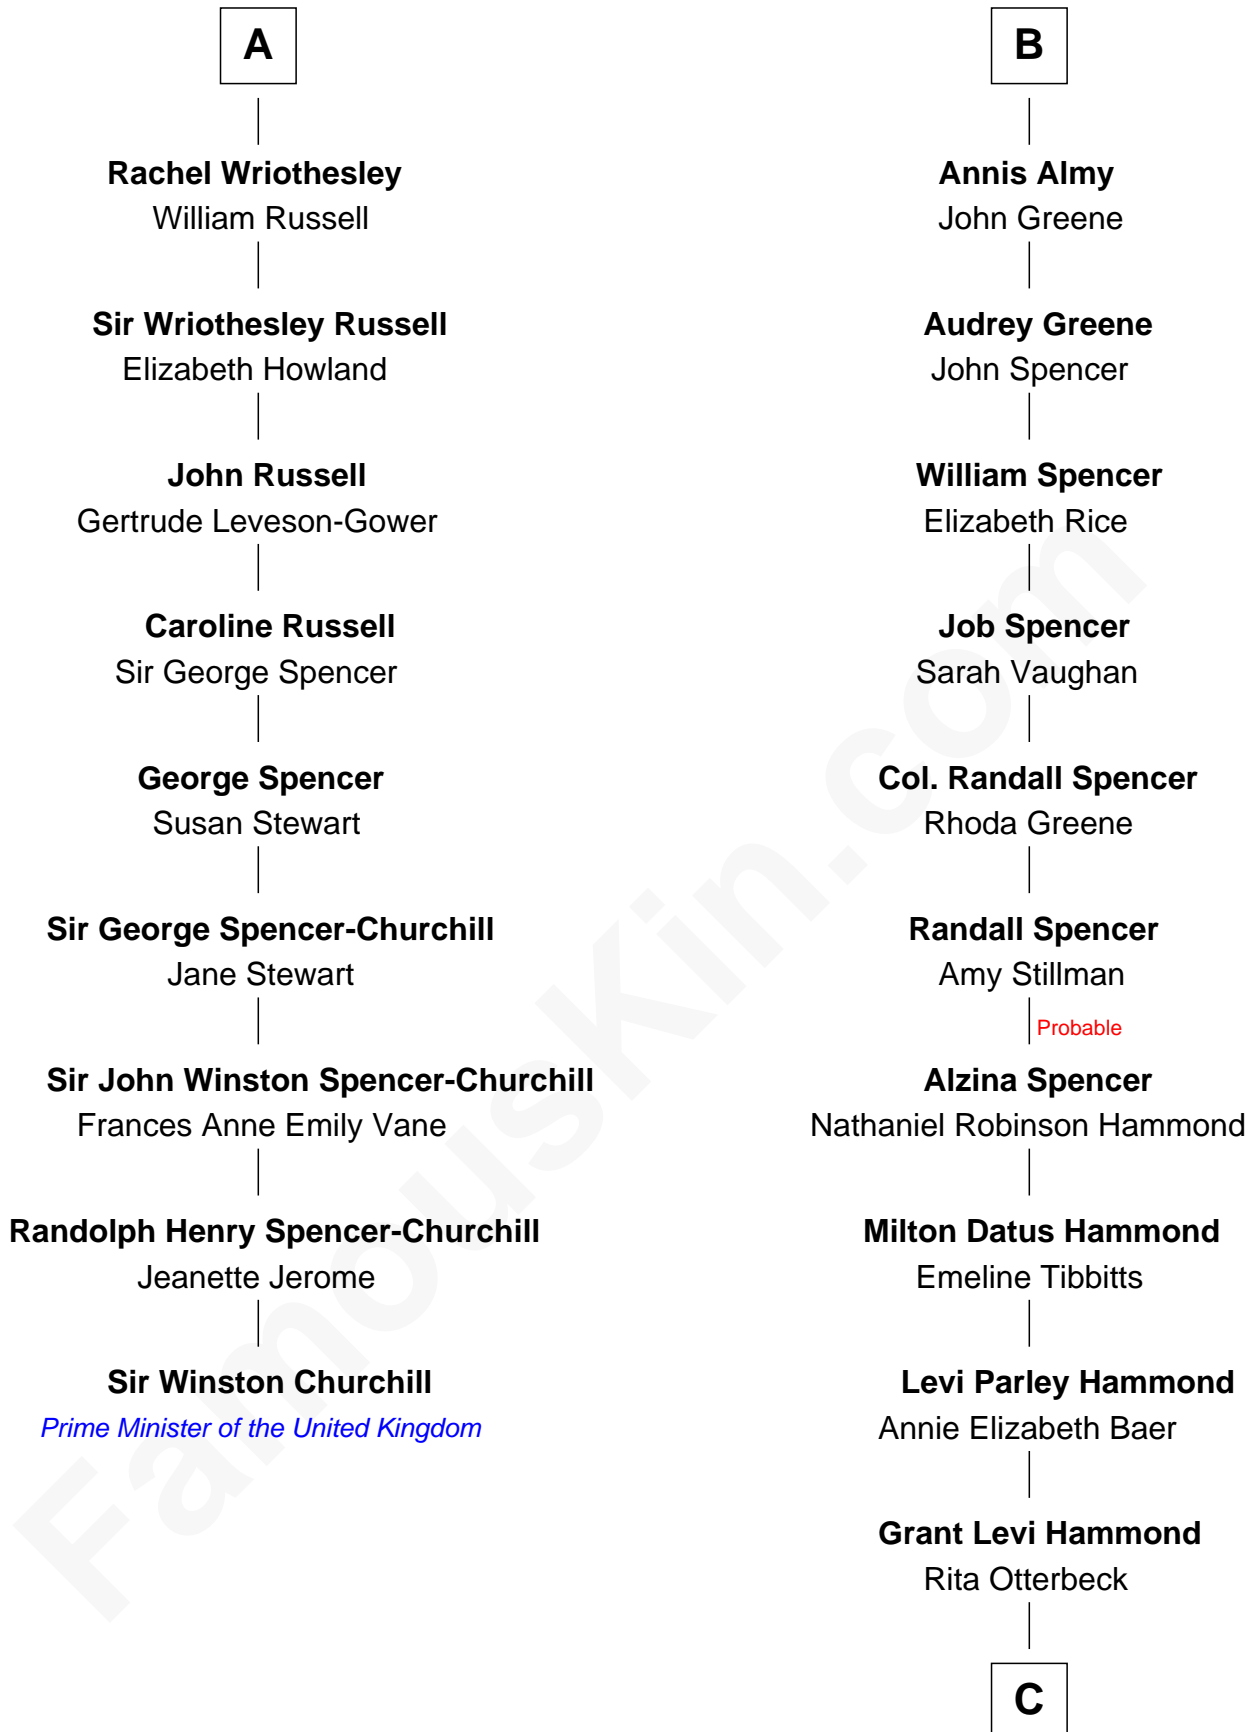 A
Rachel Wriothesley
William Russell
Sir Wriothesley Russell
Elizabeth Howland
John Russell
Gertrude Leveson-Gower
Caroline Russell
Sir George Spencer
George Spencer
Susan Stewart
Sir George Spencer-Churchill
Jane Stewart
Sir John Winston Spencer-Churchill
Frances Anne Emily Vane
Randolph Henry Spencer-Churchill
Jeanette Jerome
Sir Winston Churchill
Prime Minister of the United Kingdom
B
Annis Almy
John Greene
Audrey Greene
John Spencer
William Spencer
Elizabeth Rice
Job Spencer
Sarah Vaughan
Col. Randall Spencer
Rhoda Greene
Randall Spencer
Amy Stillman
Probable
Alzina Spencer
Nathaniel Robinson Hammond
Milton Datus Hammond
Emeline Tibbitts
Levi Parley Hammond
Annie Elizabeth Baer
Grant Levi Hammond
Rita Otterbeck
C
FamousKin.com